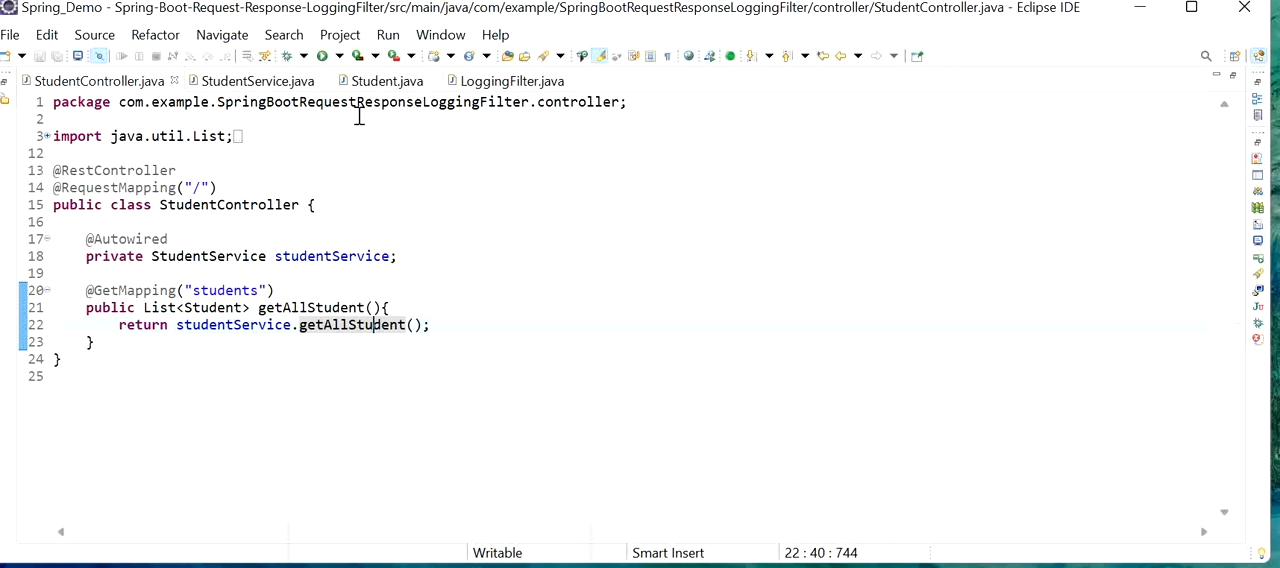 Spring_Demo - Spring-Boot-Request-Response-LoggingFilter/src/main/java/com/example/SpringBootRequestResponseLoggingFilter/controller/StudentController.java - Eclipse IDE
File Edit Source Refactor Navigate Search Project Run Window Help
StudentController.java StudentService.java Student.java LoggingFilter.java
1 package com.example.SpringBootRequestResponseLoggingFilter.controller;
2
3 import java.util.List;
12
13 @RestController
14 @RequestMapping("/")
15 public class StudentController {
16
17 @Autowired
18 private StudentService studentService;
19
20 @GetMapping("students")
21 public List<Student> getAllStudent(){
22 return studentService.getAllStudent();
23 }
24 }
25
Writable Smart Insert 22 : 40 : 744